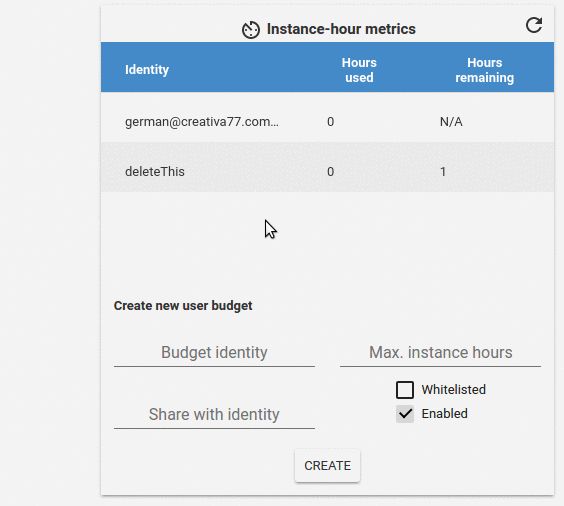 Instance-hour metrics
Identity
Hours
used
Hours
remaining
german@creativa77.com... 0 N/A
deleteThis 0 1
Create new user budget
Budget identity Max. instance hours
Whitelisted
Share with identity Enabled
CREATE